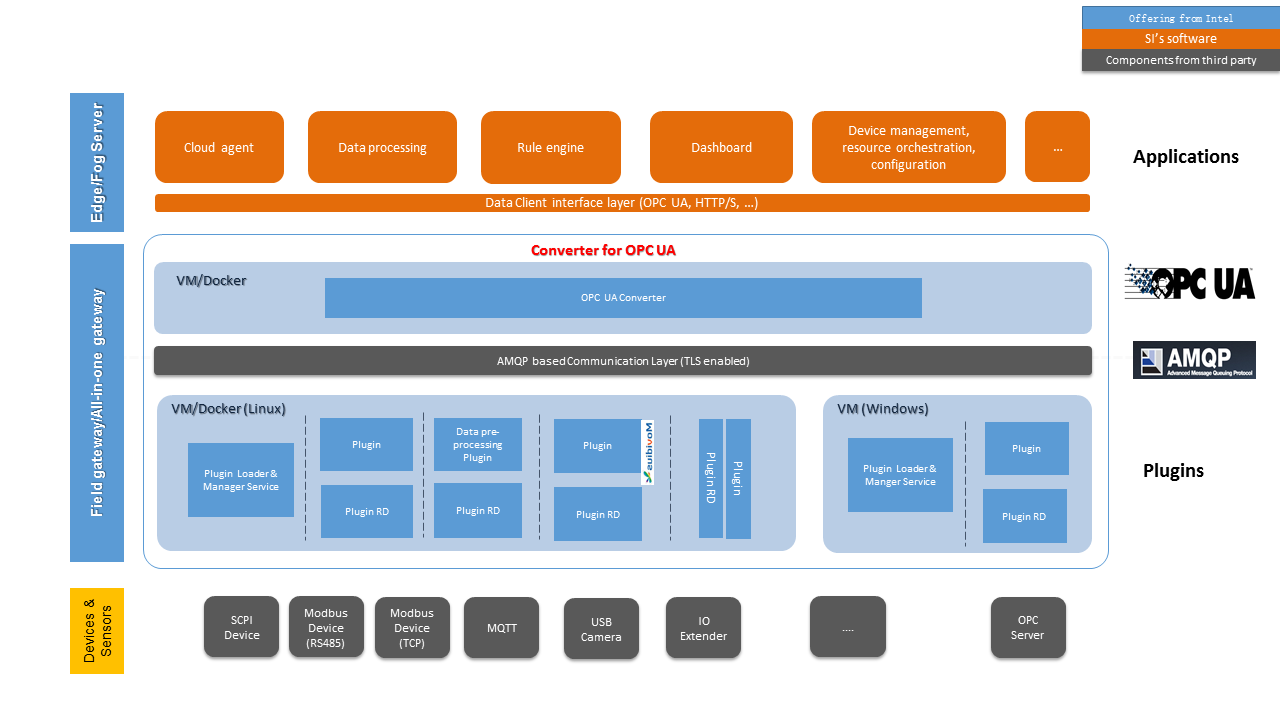 Offering from Intel
SI's software
Components from third party
Edge/Fog Server
Cloud agent
Data processing
Rule engine
Dashboard
Device management,
resource orchestration,
configuration
...
Applications
Data Client interface layer (OPC UA, HTTP/S, ...)
Field gateway/All-in-one gateway
Converter for OPC UA
VM/Docker
OPC UA Converter
OPC UA
AMQP based Communication Layer (TLS enabled)
AMQP
Advanced Message Queuing Protocol
VM/Docker (Linux)
Plugin Loader &
Manager Service
Plugin
Plugin RD
Data pre-
processing
Plugin
Plugin RD
Plugin
Movibius
Plugin RD
Plugin RD
Plugin
VM (Windows)
Plugin Loader &
Manger Service
Plugin
Plugin RD
Plugins
Devices &
Sensors
SCPI
Device
Modbus
Device
(RS485)
Modbus
Device
(TCP)
MQTT
USB
Camera
IO
Extender
....
OPC
Server